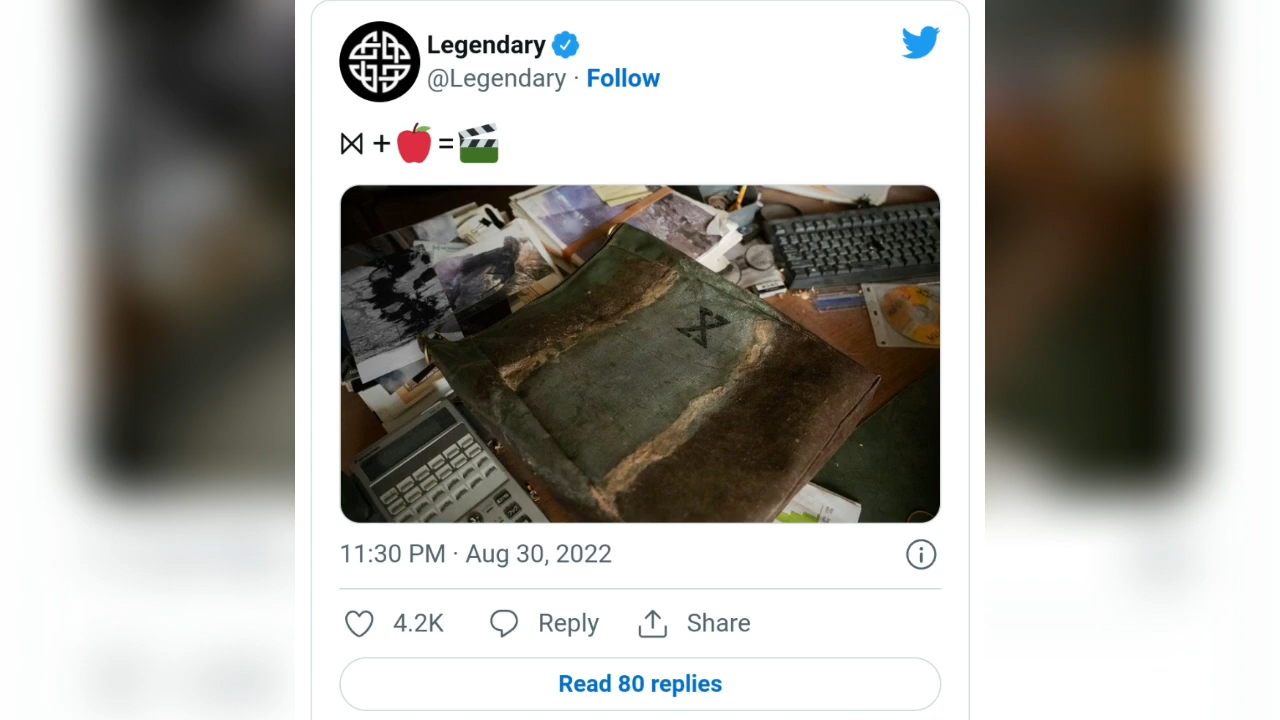 Legendary
@Legendary · Follow
⋈ + 🍎 = 🎬
11:30 PM · Aug 30, 2022
4.2K Reply Share
Read 80 replies